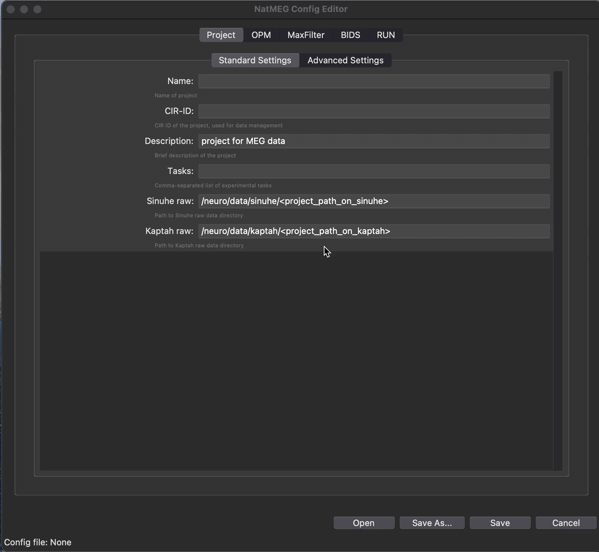 NatMEG Config Editor
Project OPM MaxFilter BIDS RUN
Standard Settings Advanced Settings
Name:
Name of project
CIR-ID:
CIR ID of the project, used for data management
Description: project for MEG data
Brief description of the project
Tasks:
Comma-separated list of experimental tasks
Sinuhe raw: /neuro/data/sinuhe/<project_path_on_sinuhe>
Path to Sinuhe raw data directory
Kaptah raw: /neuro/data/kaptah/<project_path_on_kaptah>
Path to Kaptah raw data directory
Open Save As... Save Cancel
Config file: None